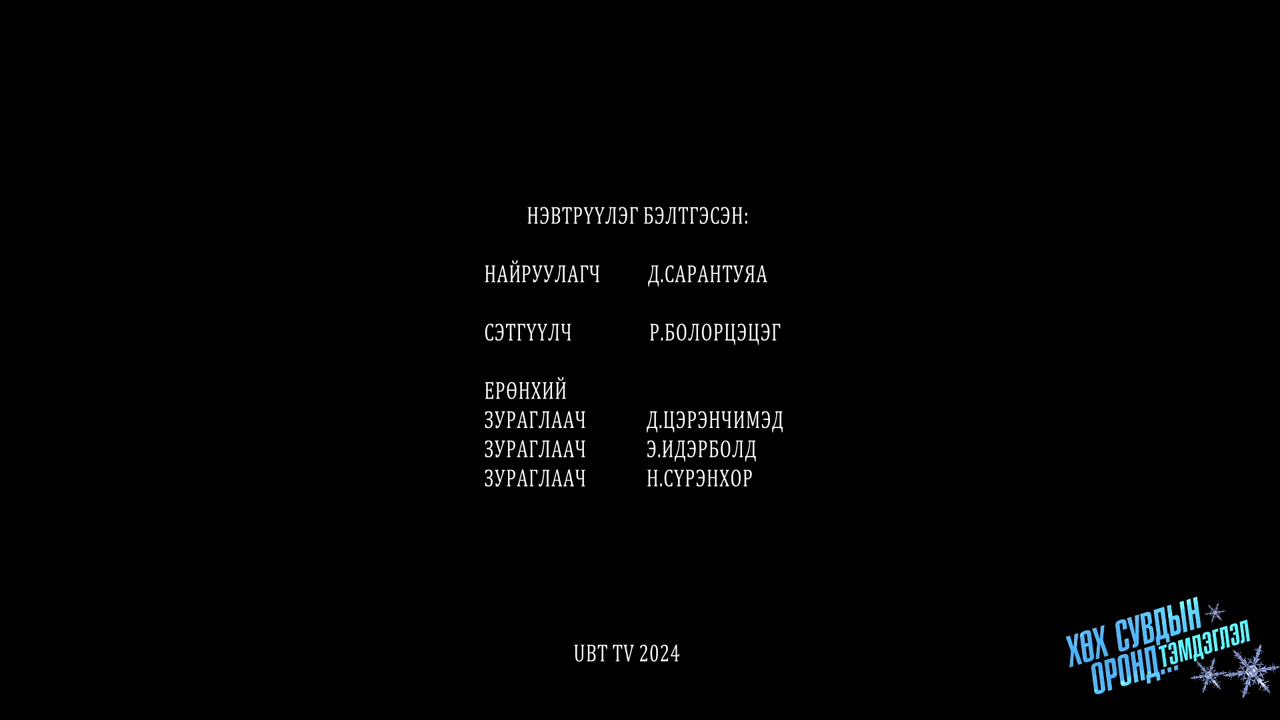 НЭВТРҮҮЛЭГ БЭЛТГЭСЭН:
НАЙРУУЛАГЧ Д.САРАНТУЯА
СЭТГҮҮЛЧ Р.БОЛОРЦЭЦЭГ
ЕРӨНХИЙ
ЗУРАГЛААЧ Д.ЦЭРЭНЧИМЭД
ЗУРАГЛААЧ Э.ИДЭРБОЛД
ЗУРАГЛААЧ Н.СҮРЭНХОР
UBT TV 2024
ХӨХ СУВДЫН
ОРОНД...ТЭМДЭГЛЭЛ